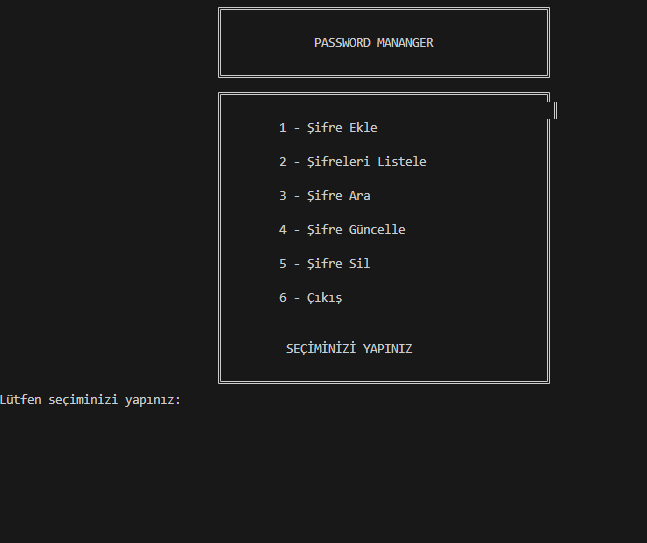 PASSWORD MANANGER
1 - Şifre Ekle
2 - Şifreleri Listele
3 - Şifre Ara
4 - Şifre Güncelle
5 - Şifre Sil
6 - Çıkış
SEÇİMİNİZİ YAPINIZ
Lütfen seçiminizi yapınız: